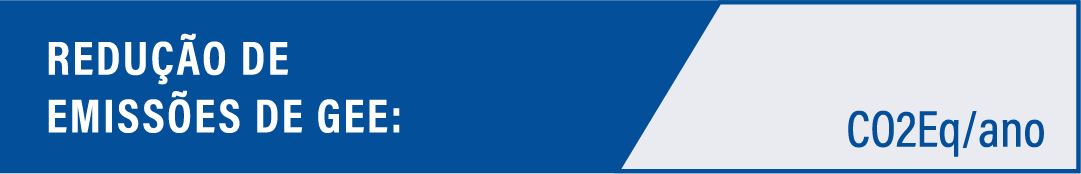 REDUÇÃO DE
EMISSÕES DE GEE:
CO2Eq/ano